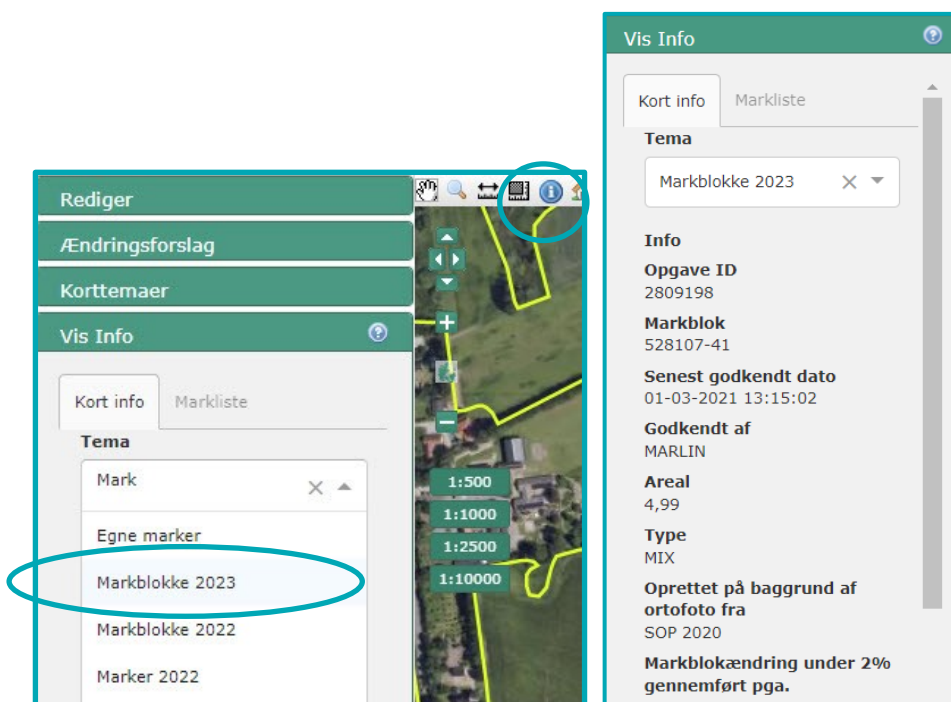 Rediger
Ændringsforslag
Korttemaer
Vis Info
Kort info Markliste
Tema
Mark
Egne marker
Markblokke 2023
Markblokke 2022
Marker 2022
1:500
1:1000
1:2500
1:10000
Vis Info
Kort info Markliste
Tema
Markblokke 2023
Info
Opgave ID
2809198
Markblok
528107-41
Senest godkendt dato
01-03-2021 13:15:02
Godkendt af
MARLIN
Areal
4,99
Type
MIX
Oprettet på baggrund af
ortofoto fra
SOP 2020
Markblokændring under 2%
gennemført pga.